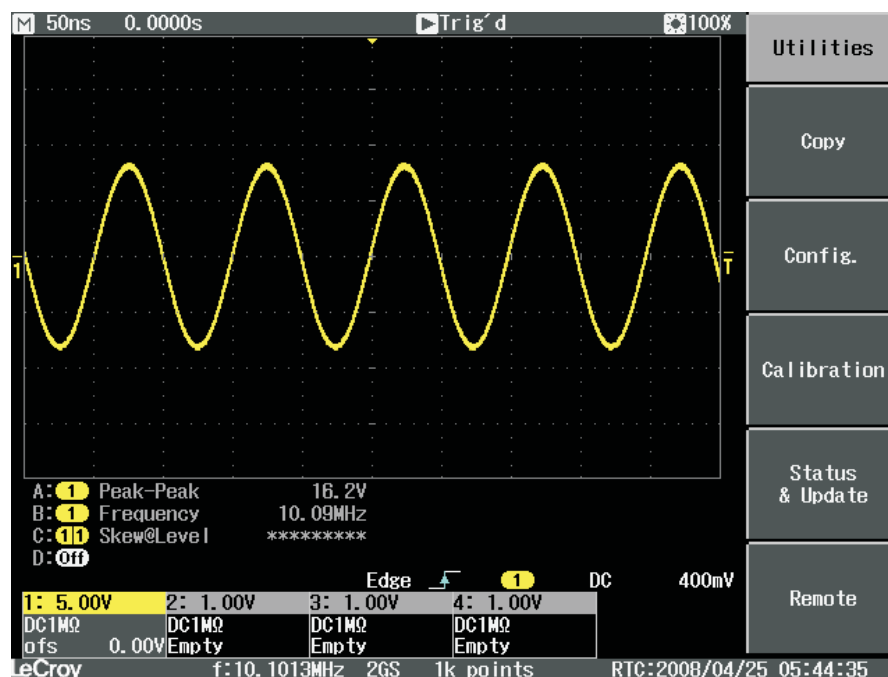 M 50ns 0.0000s Trig´d 100%
Utilities
Copy
Config.
Calibration
Status
& Update
Remote
1
T
A: 1 Peak-Peak 16.2V
B: 1 Frequency 10.09MHz
C: 1 1 Skew@Level *********
D: Off
Edge 1 DC 400mV
1: 5.00V 2: 1.00V 3: 1.00V 4: 1.00V
DC1MΩ DC1MΩ DC1MΩ DC1MΩ
ofs 0.00V Empty Empty Empty
LeCroy f:10.1013MHz 2GS 1k points RTC:2008/04/25 05:44:35